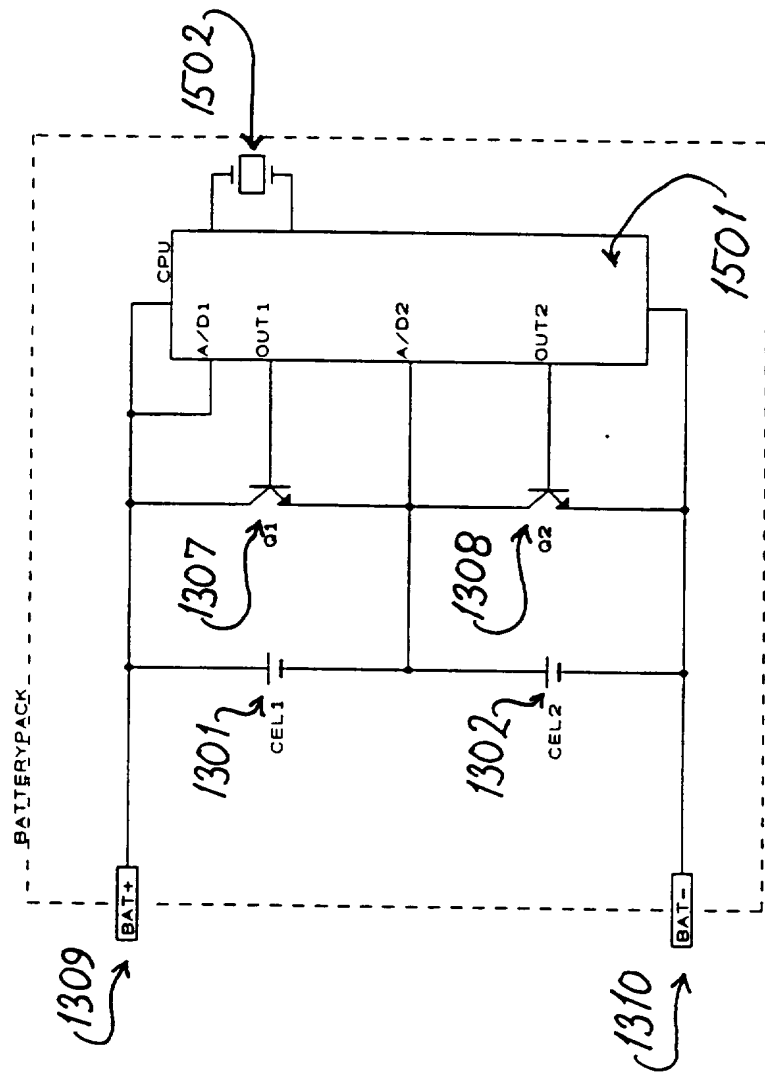 BATTERYPACK
1309
BAT+
1301
CEL1
1307
Q1
CPU
A/D1
OUT1
A/D2
OUT2
1502
1310
BAT-
1302
CEL2
1308
Q2
1501